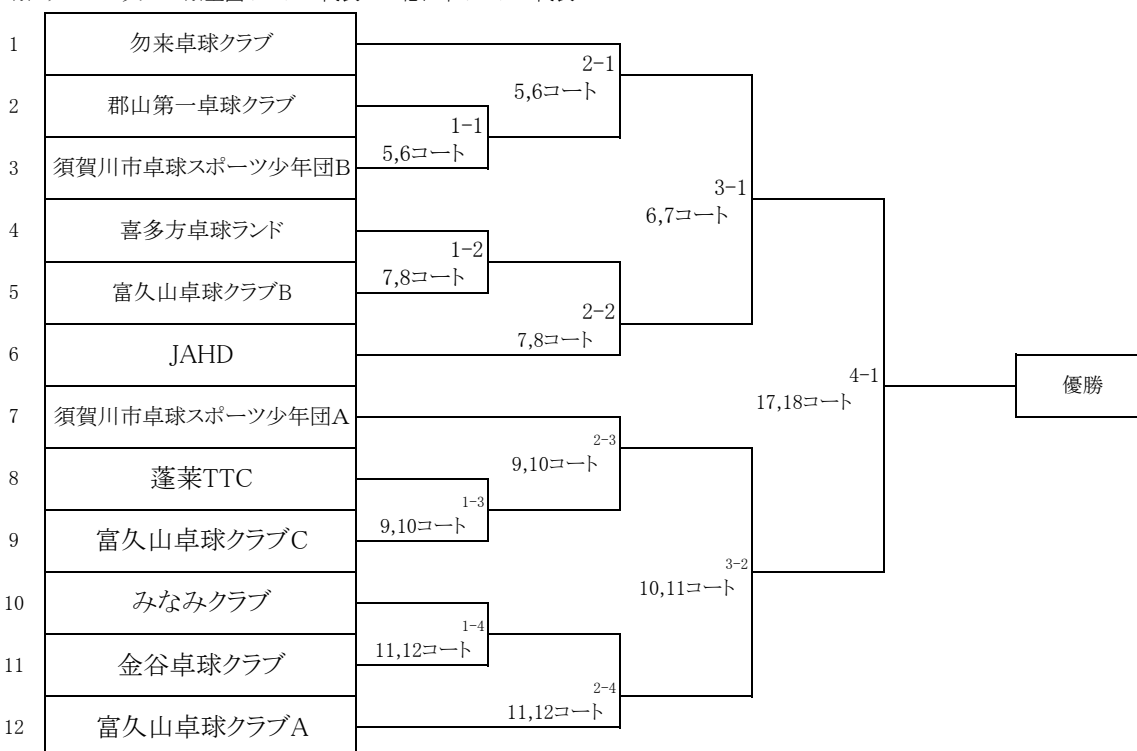 1 勿来卓球クラブ
2 郡山第一卓球クラブ
3 須賀川市卓球スポーツ少年団B
4 喜多方卓球ランド
5 富久山卓球クラブB
6 JAHD
7 須賀川市卓球スポーツ少年団A
8 蓬莱TTC
9 富久山卓球クラブC
10 みなみクラブ
11 金谷卓球クラブ
12 富久山卓球クラブA
1-1
5,6コート
1-2
7,8コート
1-3
9,10コート
1-4
11,12コート
2-1
5,6コート
2-2
7,8コート
2-3
9,10コート
2-4
11,12コート
3-1
6,7コート
3-2
10,11コート
4-1
17,18コート
優勝